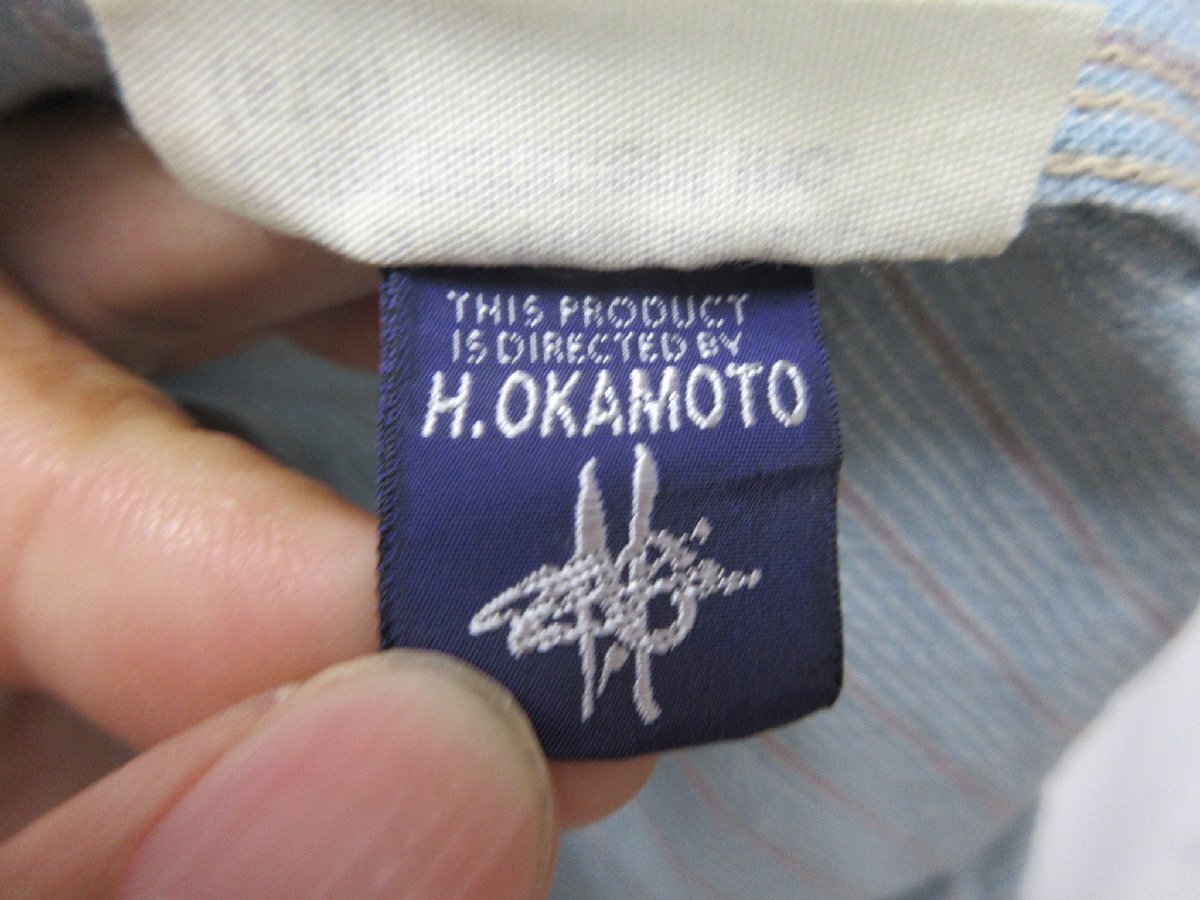 THIS PRODUCT
IS DIRECTED BY
H.OKAMOTO